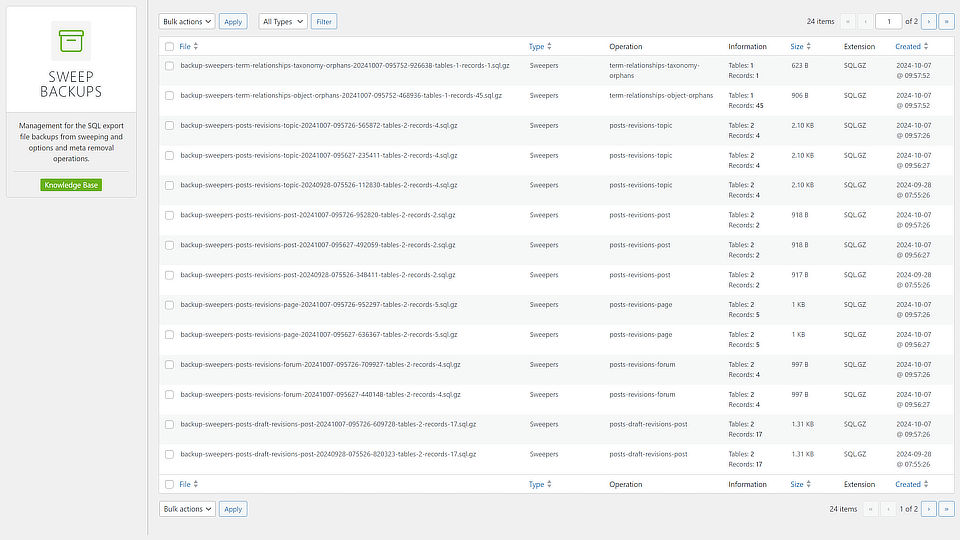 SWEEP
BACKUPS
Management for the SQL export
file backups from sweeping and
options and meta removal
operations.
Knowledge Base
Bulk actions Apply All Types Filter 24 items « ‹ 1 of 2 › »
File Type Operation Information Size Extension Created
backup-sweepers-term-relationships-taxonomy-orphans-20241007-095752-926638-tables-1-records-1.sql.gz Sweepers term-relationships-taxonomy- Tables: 1 623 B SQL.GZ 2024-10-07
orphans Records: 1 @ 09:57:52
backup-sweepers-term-relationships-object-orphans-20241007-095752-468936-tables-1-records-45.sql.gz Sweepers term-relationships-object-orphans Tables: 1 906 B SQL.GZ 2024-10-07
Records: 45 @ 09:57:52
backup-sweepers-posts-revisions-topic-20241007-095726-565872-tables-2-records-4.sql.gz Sweepers posts-revisions-topic Tables: 2 2.10 KB SQL.GZ 2024-10-07
Records: 4 @ 09:57:26
backup-sweepers-posts-revisions-topic-20241007-095627-235411-tables-2-records-4.sql.gz Sweepers posts-revisions-topic Tables: 2 2.10 KB SQL.GZ 2024-10-07
Records: 4 @ 09:56:27
backup-sweepers-posts-revisions-topic-20240928-075526-112830-tables-2-records-4.sql.gz Sweepers posts-revisions-topic Tables: 2 2.10 KB SQL.GZ 2024-09-28
Records: 4 @ 07:55:26
backup-sweepers-posts-revisions-post-20241007-095726-952820-tables-2-records-2.sql.gz Sweepers posts-revisions-post Tables: 2 918 B SQL.GZ 2024-10-07
Records: 2 @ 09:57:26
backup-sweepers-posts-revisions-post-20241007-095627-492059-tables-2-records-2.sql.gz Sweepers posts-revisions-post Tables: 2 918 B SQL.GZ 2024-10-07
Records: 2 @ 09:56:27
backup-sweepers-posts-revisions-post-20240928-075526-348411-tables-2-records-2.sql.gz Sweepers posts-revisions-post Tables: 2 917 B SQL.GZ 2024-09-28
Records: 2 @ 07:55:26
backup-sweepers-posts-revisions-page-20241007-095726-952297-tables-2-records-5.sql.gz Sweepers posts-revisions-page Tables: 2 1 KB SQL.GZ 2024-10-07
Records: 5 @ 09:57:26
backup-sweepers-posts-revisions-page-20241007-095627-636367-tables-2-records-5.sql.gz Sweepers posts-revisions-page Tables: 2 1 KB SQL.GZ 2024-10-07
Records: 5 @ 09:56:27
backup-sweepers-posts-revisions-forum-20241007-095726-709927-tables-2-records-4.sql.gz Sweepers posts-revisions-forum Tables: 2 997 B SQL.GZ 2024-10-07
Records: 4 @ 09:57:26
backup-sweepers-posts-revisions-forum-20241007-095627-440148-tables-2-records-4.sql.gz Sweepers posts-revisions-forum Tables: 2 997 B SQL.GZ 2024-10-07
Records: 4 @ 09:56:27
backup-sweepers-posts-draft-revisions-post-20241007-095726-609728-tables-2-records-17.sql.gz Sweepers posts-draft-revisions-post Tables: 2 1.31 KB SQL.GZ 2024-10-07
Records: 17 @ 09:57:26
backup-sweepers-posts-draft-revisions-post-20240928-075526-820323-tables-2-records-17.sql.gz Sweepers posts-draft-revisions-post Tables: 2 1.31 KB SQL.GZ 2024-09-28
Records: 17 @ 07:55:26
File Type Operation Information Size Extension Created
Bulk actions Apply 24 items « ‹ 1 of 2 › »